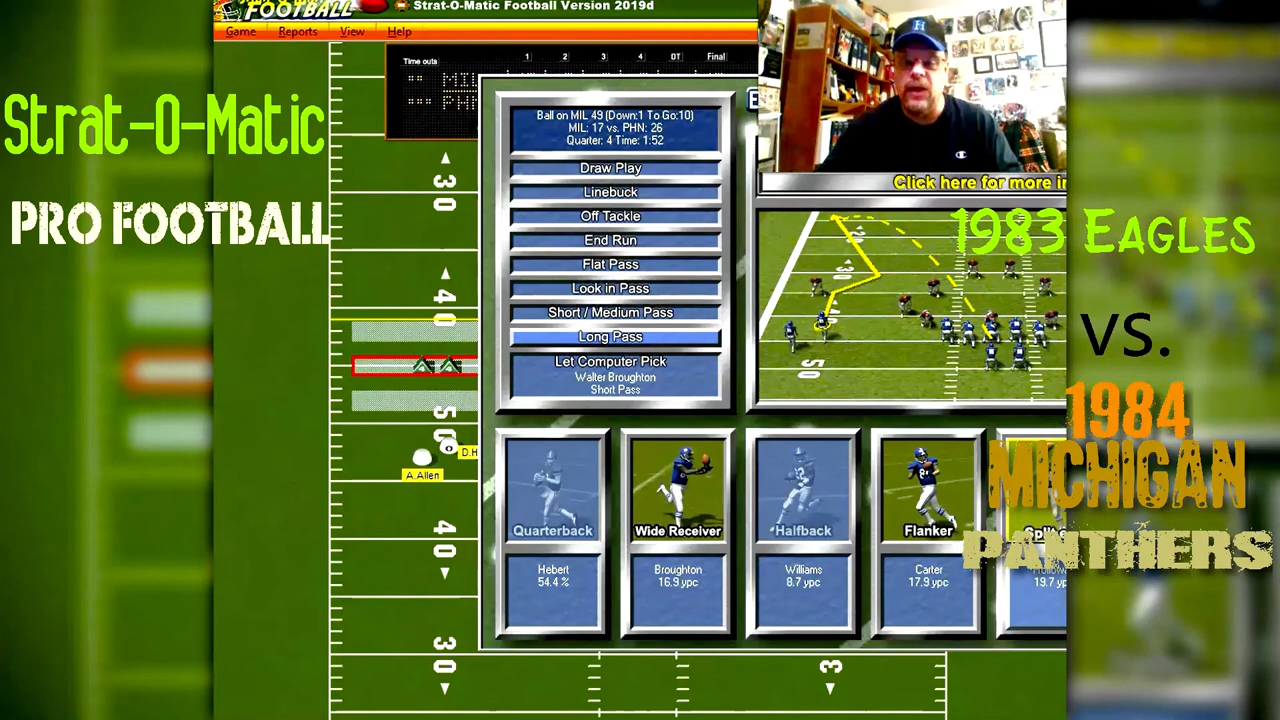 FOOTBALL
Strat-O-Matic Football Version 2019d
Game Reports View Help
Time outs 1 2 3 4 OT Final
Strat-O-Matic
PRO FOOTBALL
Ball on MIL 49 (Down:1 To Go:10)
MIL: 17 vs. PHN: 26
Quarter: 4 Time: 1:52
Draw Play
Linebuck
Off Tackle
End Run
Flat Pass
Look in Pass
Short / Medium Pass
Long Pass
Let Computer Pick
Walter Broughton
Short Pass
Click here for more in
1983 EAGLES
VS.
1984
MICHIGAN
PANTHERS
30
40
50
40
30
3
A.Allen
D.H
30
50
Quarterback
Hebert
54.4 %
Wide Receiver
Broughton
16.9 ypc
Halfback
Williams
8.7 ypc
Flanker
Carter
17.9 ypc
19.7 yp